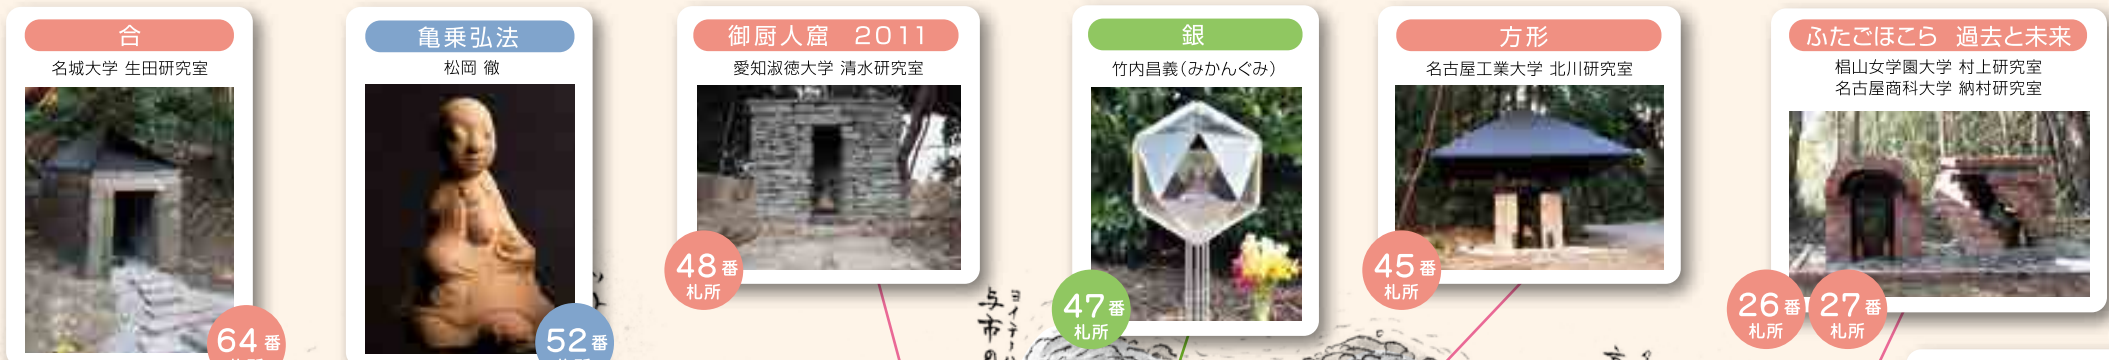 合
名城大学 生田研究室
64番
亀乗弘法
松岡 徹
52番
御厨人窟 2011
愛知淑徳大学 清水研究室
48番
札所
銀
竹内昌義(みかんぐみ)
47番
札所
方形
名古屋工業大学 北川研究室
45番
札所
ふたごほこら 過去と未来
椙山女学園大学 村上研究室
名古屋商科大学 納村研究室
26番
札所
27番
札所
与市の